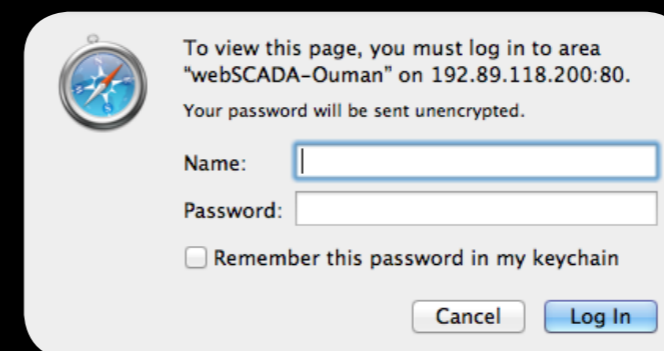 To view this page, you must log in to area
“webSCADA-Ouman” on 192.89.118.200:80.
Your password will be sent unencrypted.
Name:
Password:
Remember this password in my keychain
Cancel Log In